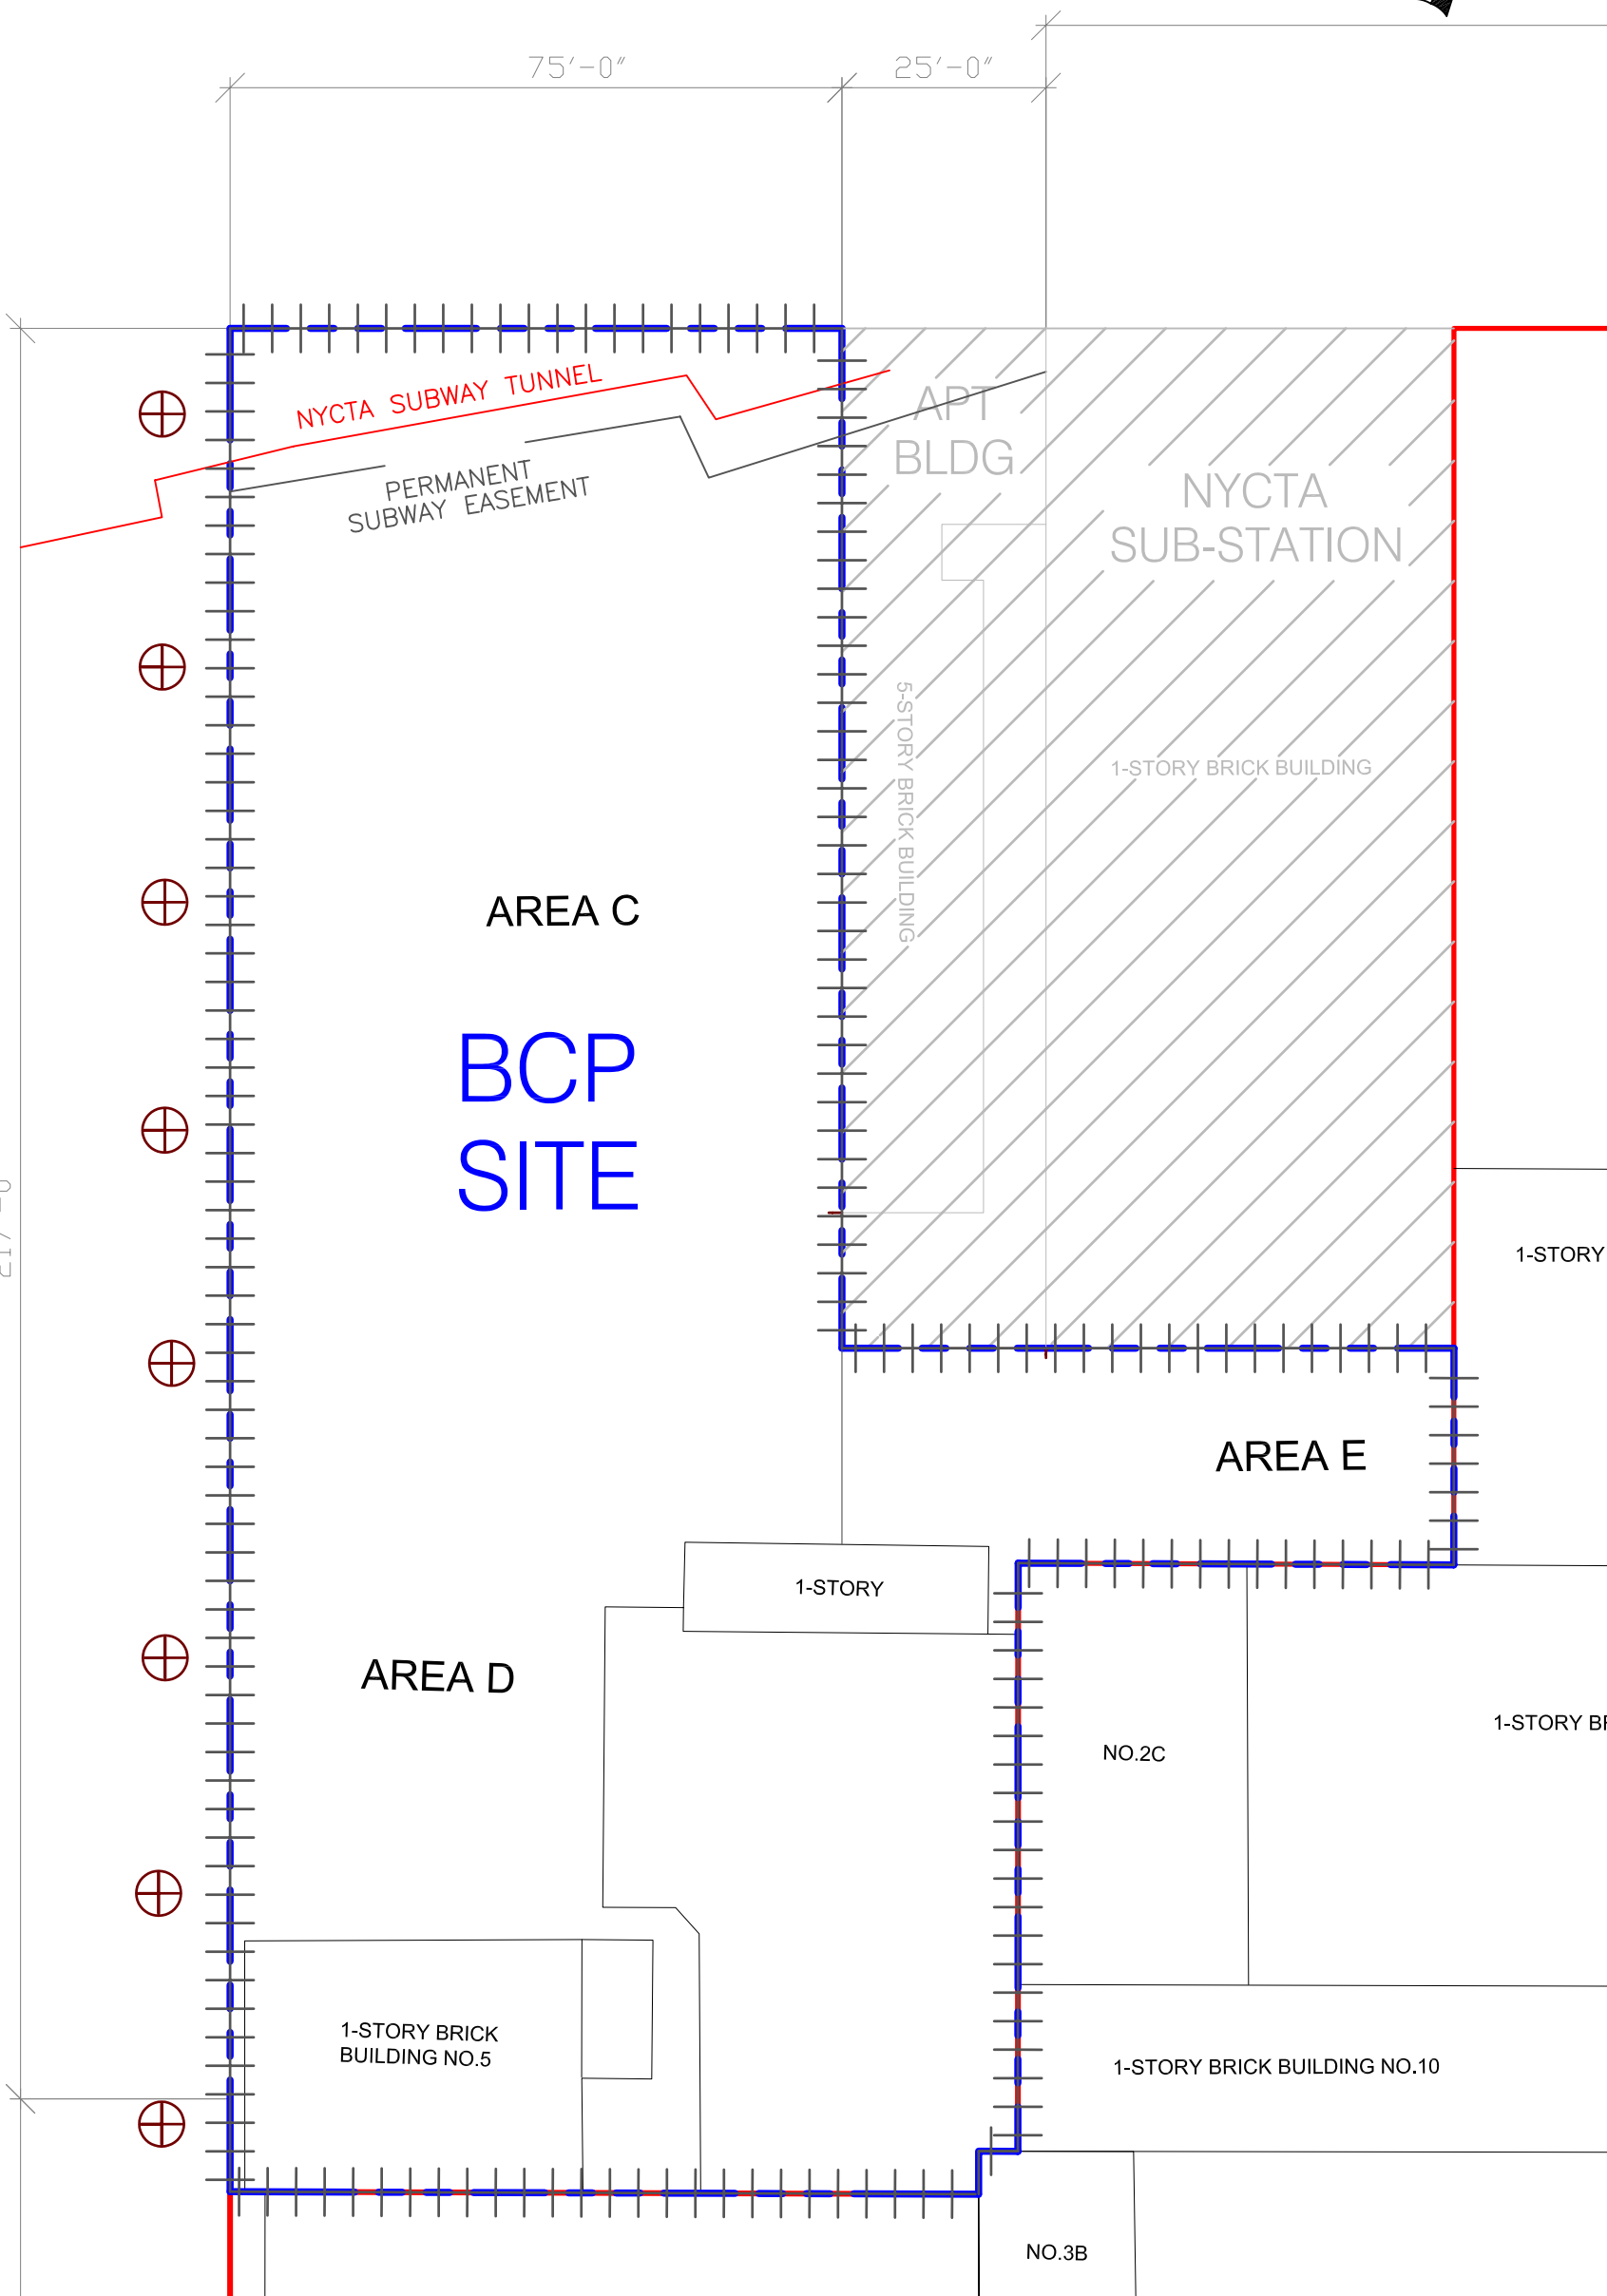 75'-0"
25'-0"
NYCTA SUBWAY TUNNEL
PERMANENT
SUBWAY EASEMENT
APT
BLDG
NYCTA
SUB-STATION
5-STORY BRICK BUILDING
1-STORY BRICK BUILDING
AREA C
BCP
SITE
1-STORY
AREA E
1-STORY
AREA D
1-STORY
NO.2C
1-STORY BRICK
BUILDING NO.5
1-STORY BRICK BUILDING NO.10
NO.3B